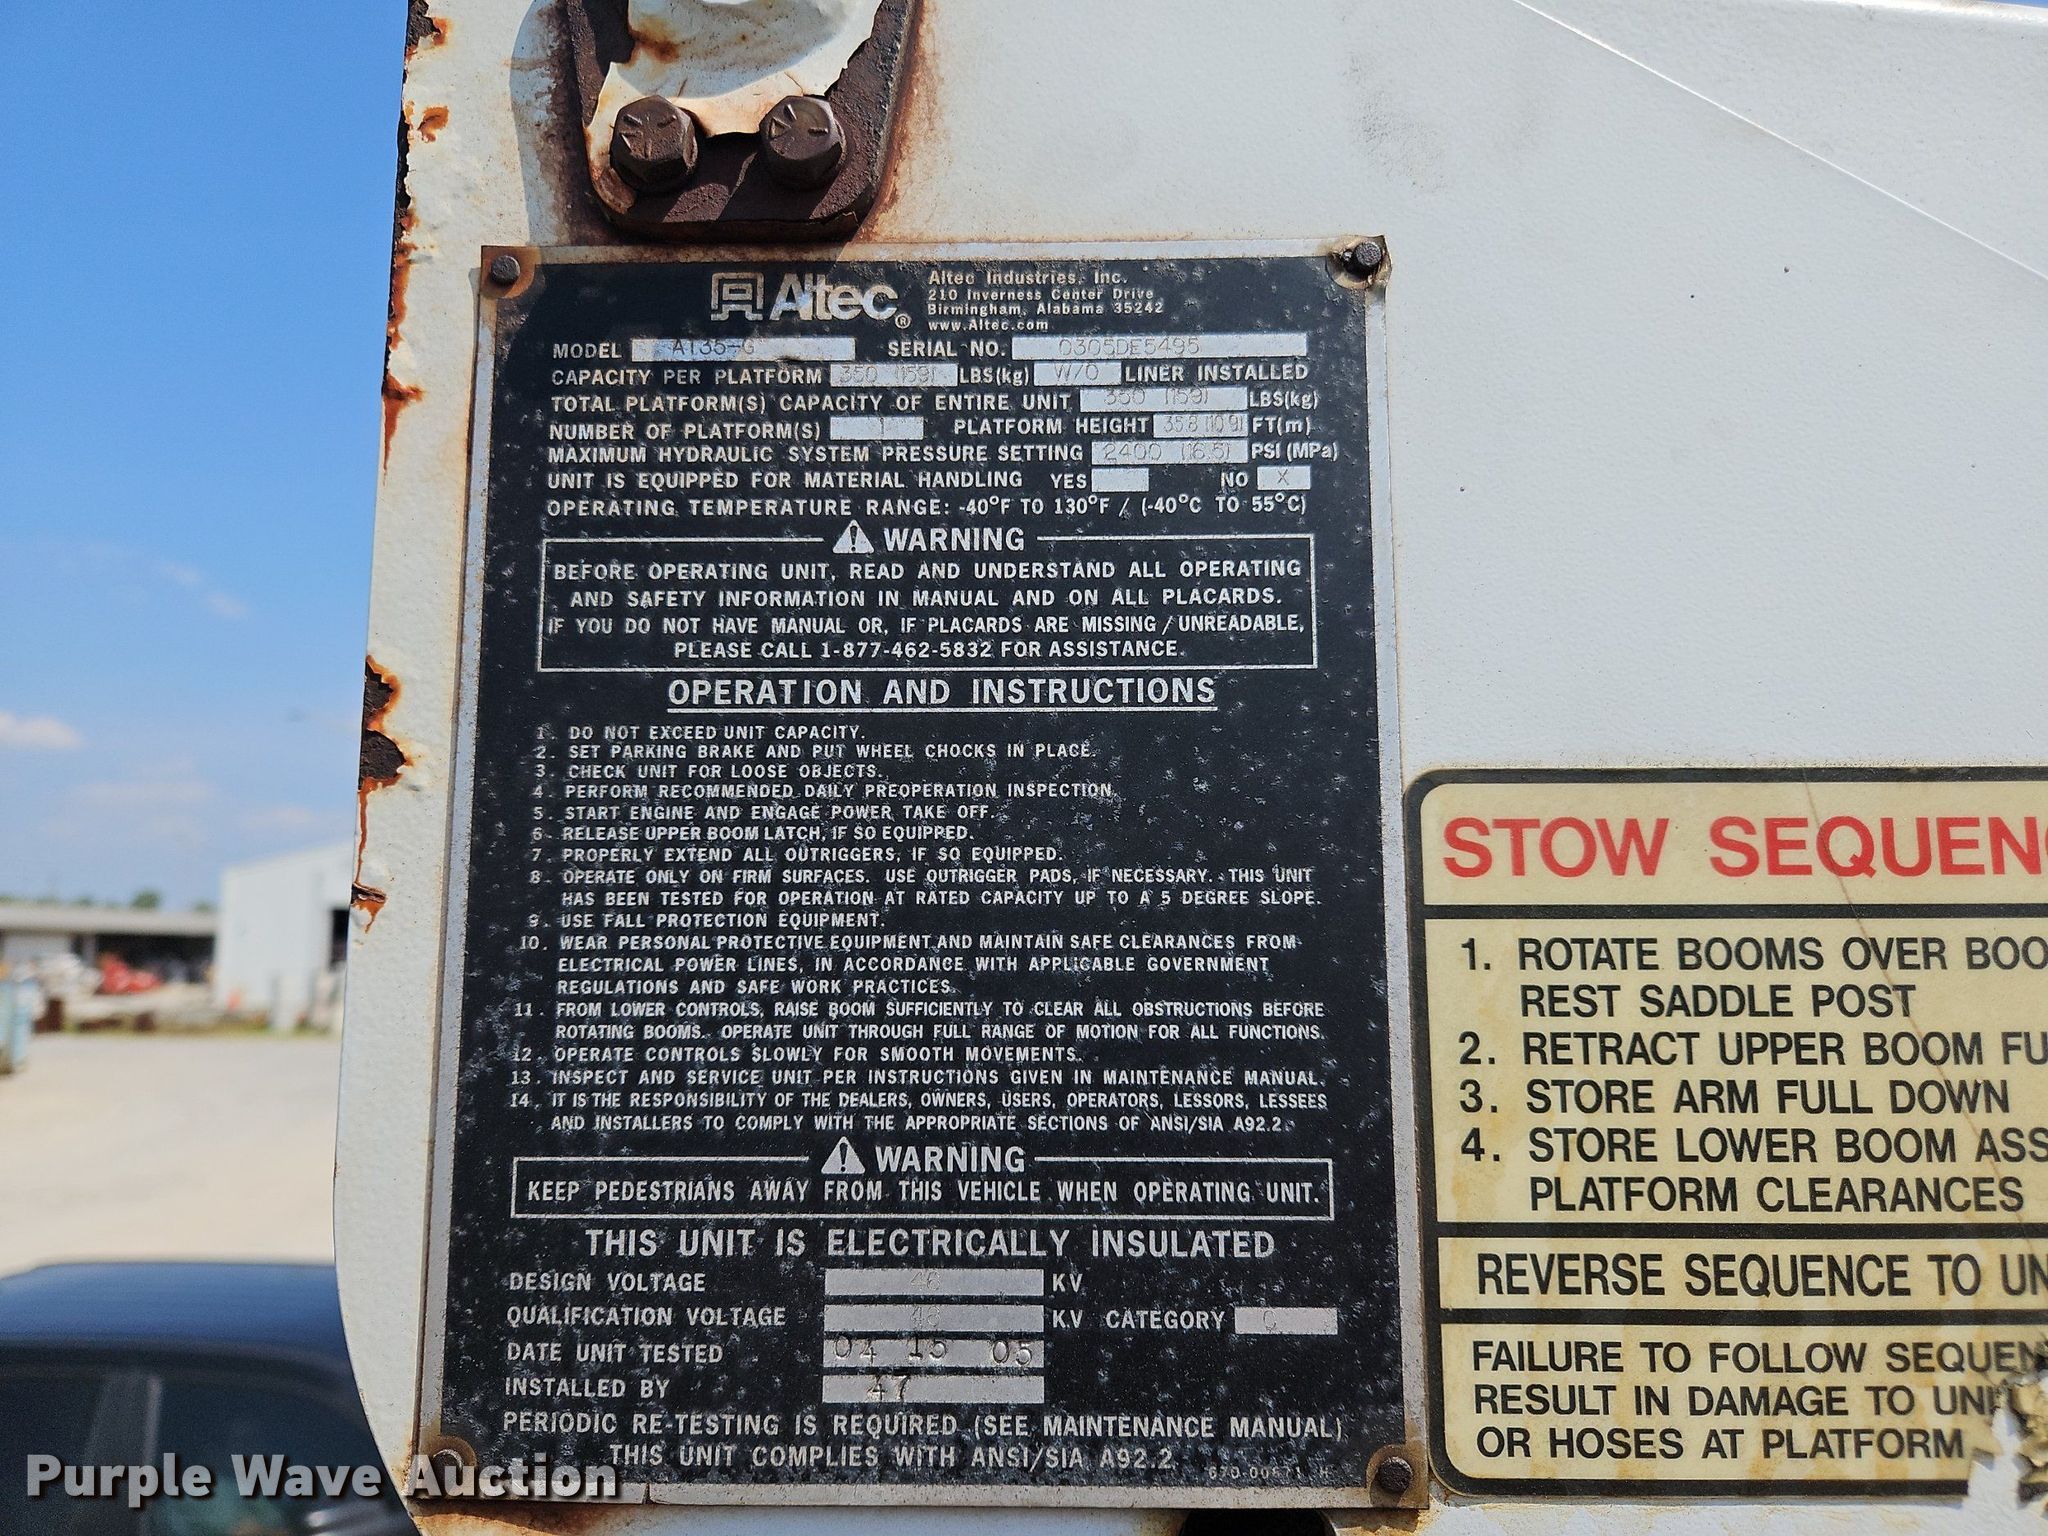 Altec®
Altec Industries, Inc.
210 Inverness Center Drive
Birmingham, Alabama 35242
www.Altec.com
MODEL AT35-G SERIAL NO. 0305DE5495
CAPACITY PER PLATFORM 350 (159) LBS(kg) W/O LINER INSTALLED
TOTAL PLATFORM(S) CAPACITY OF ENTIRE UNIT 350 (159) LBS(kg)
NUMBER OF PLATFORM(S) 1 PLATFORM HEIGHT 35.8 (10.9) FT(m)
MAXIMUM HYDRAULIC SYSTEM PRESSURE SETTING 2400 (16.5) PSI (MPa)
UNIT IS EQUIPPED FOR MATERIAL HANDLING YES NO X
OPERATING TEMPERATURE RANGE: -40°F TO 130°F / (-40°C TO 55°C)
WARNING
BEFORE OPERATING UNIT, READ AND UNDERSTAND ALL OPERATING
AND SAFETY INFORMATION IN MANUAL AND ON ALL PLACARDS.
IF YOU DO NOT HAVE MANUAL OR, IF PLACARDS ARE MISSING / UNREADABLE,
PLEASE CALL 1-877-462-5832 FOR ASSISTANCE.
OPERATION AND INSTRUCTIONS
1. DO NOT EXCEED UNIT CAPACITY.
2. SET PARKING BRAKE AND PUT WHEEL CHOCKS IN PLACE.
3. CHECK UNIT FOR LOOSE OBJECTS.
4. PERFORM RECOMMENDED DAILY PREOPERATION INSPECTION.
5. START ENGINE AND ENGAGE POWER TAKE OFF.
6. RELEASE UPPER BOOM LATCH, IF SO EQUIPPED.
7. PROPERLY EXTEND ALL OUTRIGGERS, IF SO EQUIPPED.
8. OPERATE ONLY ON FIRM SURFACES. USE OUTRIGGER PADS, IF NECESSARY. THIS UNIT
HAS BEEN TESTED FOR OPERATION AT RATED CAPACITY UP TO A 5 DEGREE SLOPE.
9. USE FALL PROTECTION EQUIPMENT.
10. WEAR PERSONAL PROTECTIVE EQUIPMENT AND MAINTAIN SAFE CLEARANCES FROM
ELECTRICAL POWER LINES, IN ACCORDANCE WITH APPLICABLE GOVERNMENT
REGULATIONS AND SAFE WORK PRACTICES.
11. FROM LOWER CONTROLS, RAISE BOOM SUFFICIENTLY TO CLEAR ALL OBSTRUCTIONS BEFORE
ROTATING BOOMS. OPERATE UNIT THROUGH FULL RANGE OF MOTION FOR ALL FUNCTIONS.
12. OPERATE CONTROLS SLOWLY FOR SMOOTH MOVEMENTS.
13. INSPECT AND SERVICE UNIT PER INSTRUCTIONS GIVEN IN MAINTENANCE MANUAL.
14. IT IS THE RESPONSIBILITY OF THE DEALERS, OWNERS, USERS, OPERATORS, LESSORS, LESSEES
AND INSTALLERS TO COMPLY WITH THE APPROPRIATE SECTIONS OF ANSI/SIA A92.2.
WARNING
KEEP PEDESTRIANS AWAY FROM THIS VEHICLE WHEN OPERATING UNIT.
THIS UNIT IS ELECTRICALLY INSULATED
DESIGN VOLTAGE 46 KV
QUALIFICATION VOLTAGE 46 KV CATEGORY C
DATE UNIT TESTED 04 15 05
INSTALLED BY 47
PERIODIC RE-TESTING IS REQUIRED (SEE MAINTENANCE MANUAL)
THIS UNIT COMPLIES WITH ANSI/SIA A92.2
STOW SEQUENC
1. ROTATE BOOMS OVER BOO
REST SADDLE POST
2. RETRACT UPPER BOOM FU
3. STORE ARM FULL DOWN
4. STORE LOWER BOOM ASS
PLATFORM CLEARANCES
REVERSE SEQUENCE TO UN
FAILURE TO FOLLOW SEQUEN
RESULT IN DAMAGE TO UNI
OR HOSES AT PLATFORM
Purple Wave Auction